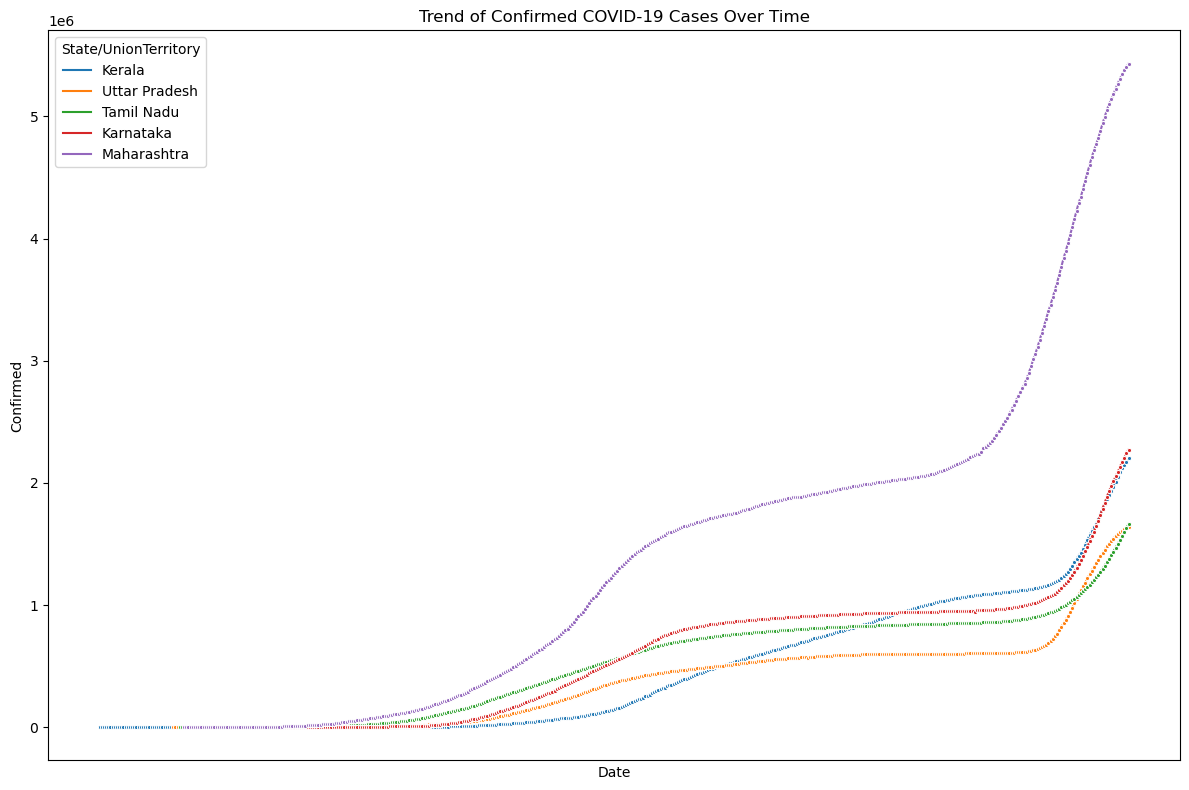 Trend of Confirmed COVID-19 Cases Over Time
1e6
State/UnionTerritory
Kerala
Uttar Pradesh
Tamil Nadu
Karnataka
Maharashtra
5
4
3
2
1
0
Confirmed
Date